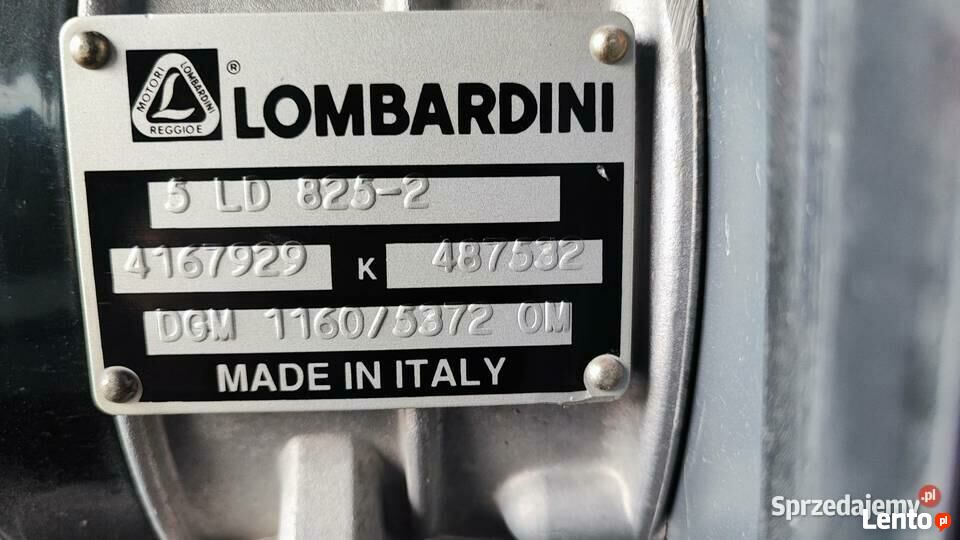 MOTORI LOMBARDINI REGGIO E
® LOMBARDINI
5 LD 825-2
4167929 K 487532
DGM 1160/5372 OM
MADE IN ITALY
Sprzedajemy.pl
Lento.pl